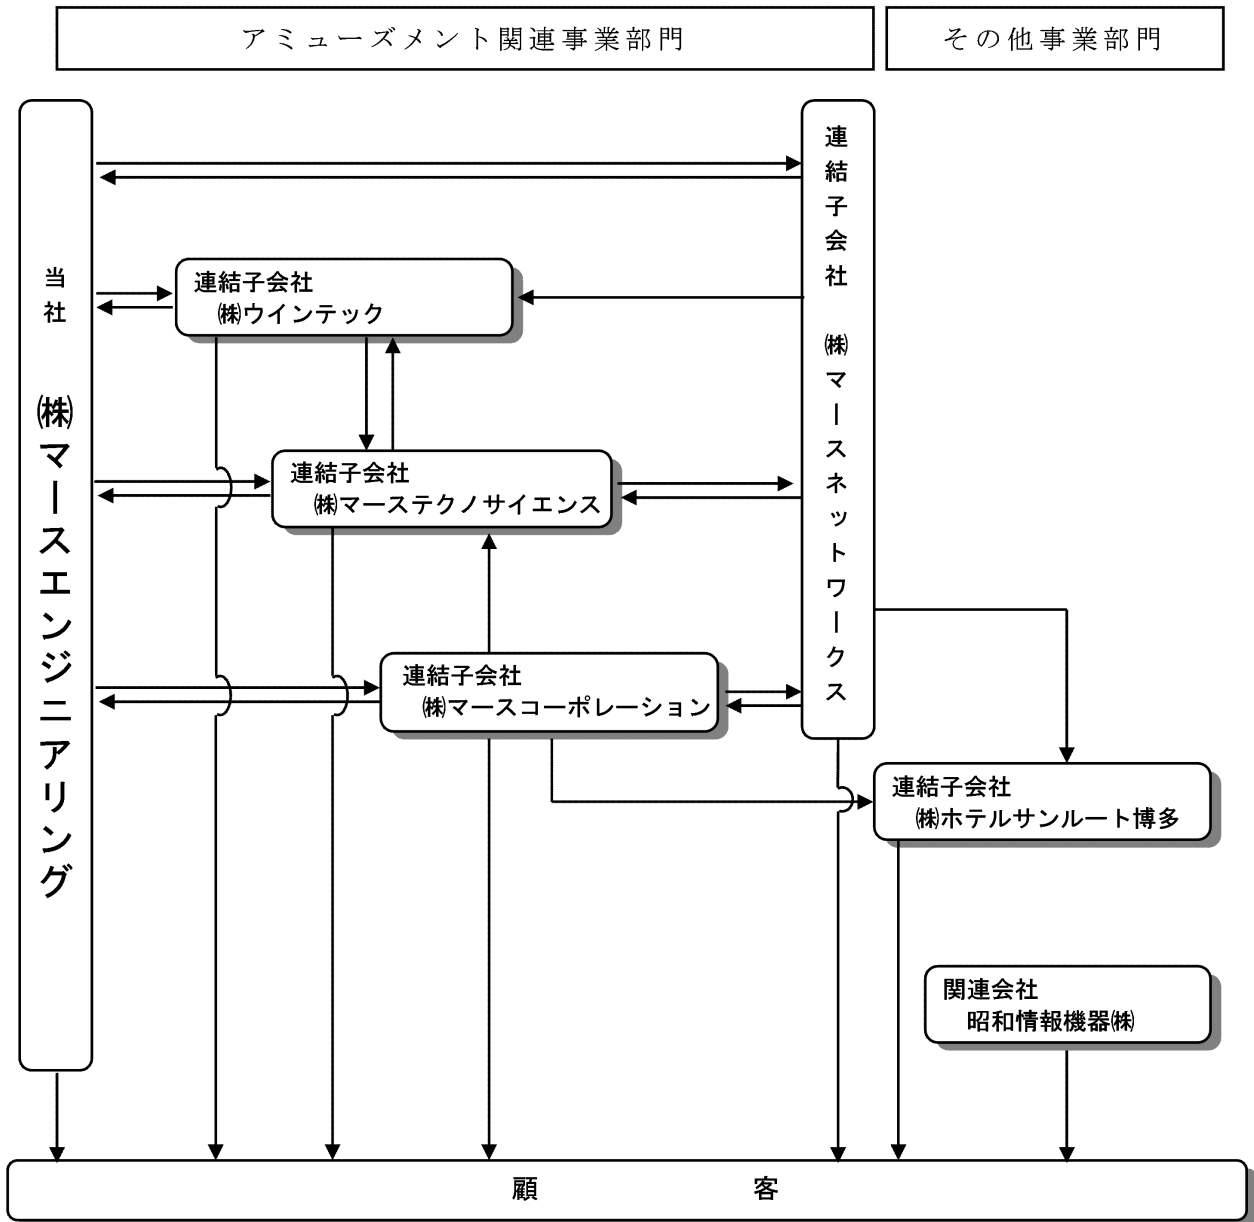 アミューズメント関連事業部門
その他事業部門
当社 ㈱マースエンジニアリング
連結子会社 ㈱マースネットワークス
連結子会社
㈱ウインテック
連結子会社
㈱マーステクノサイエンス
連結子会社
㈱マースコーポレーション
連結子会社
㈱ホテルサンルート博多
関連会社
昭和情報機器㈱
顧客